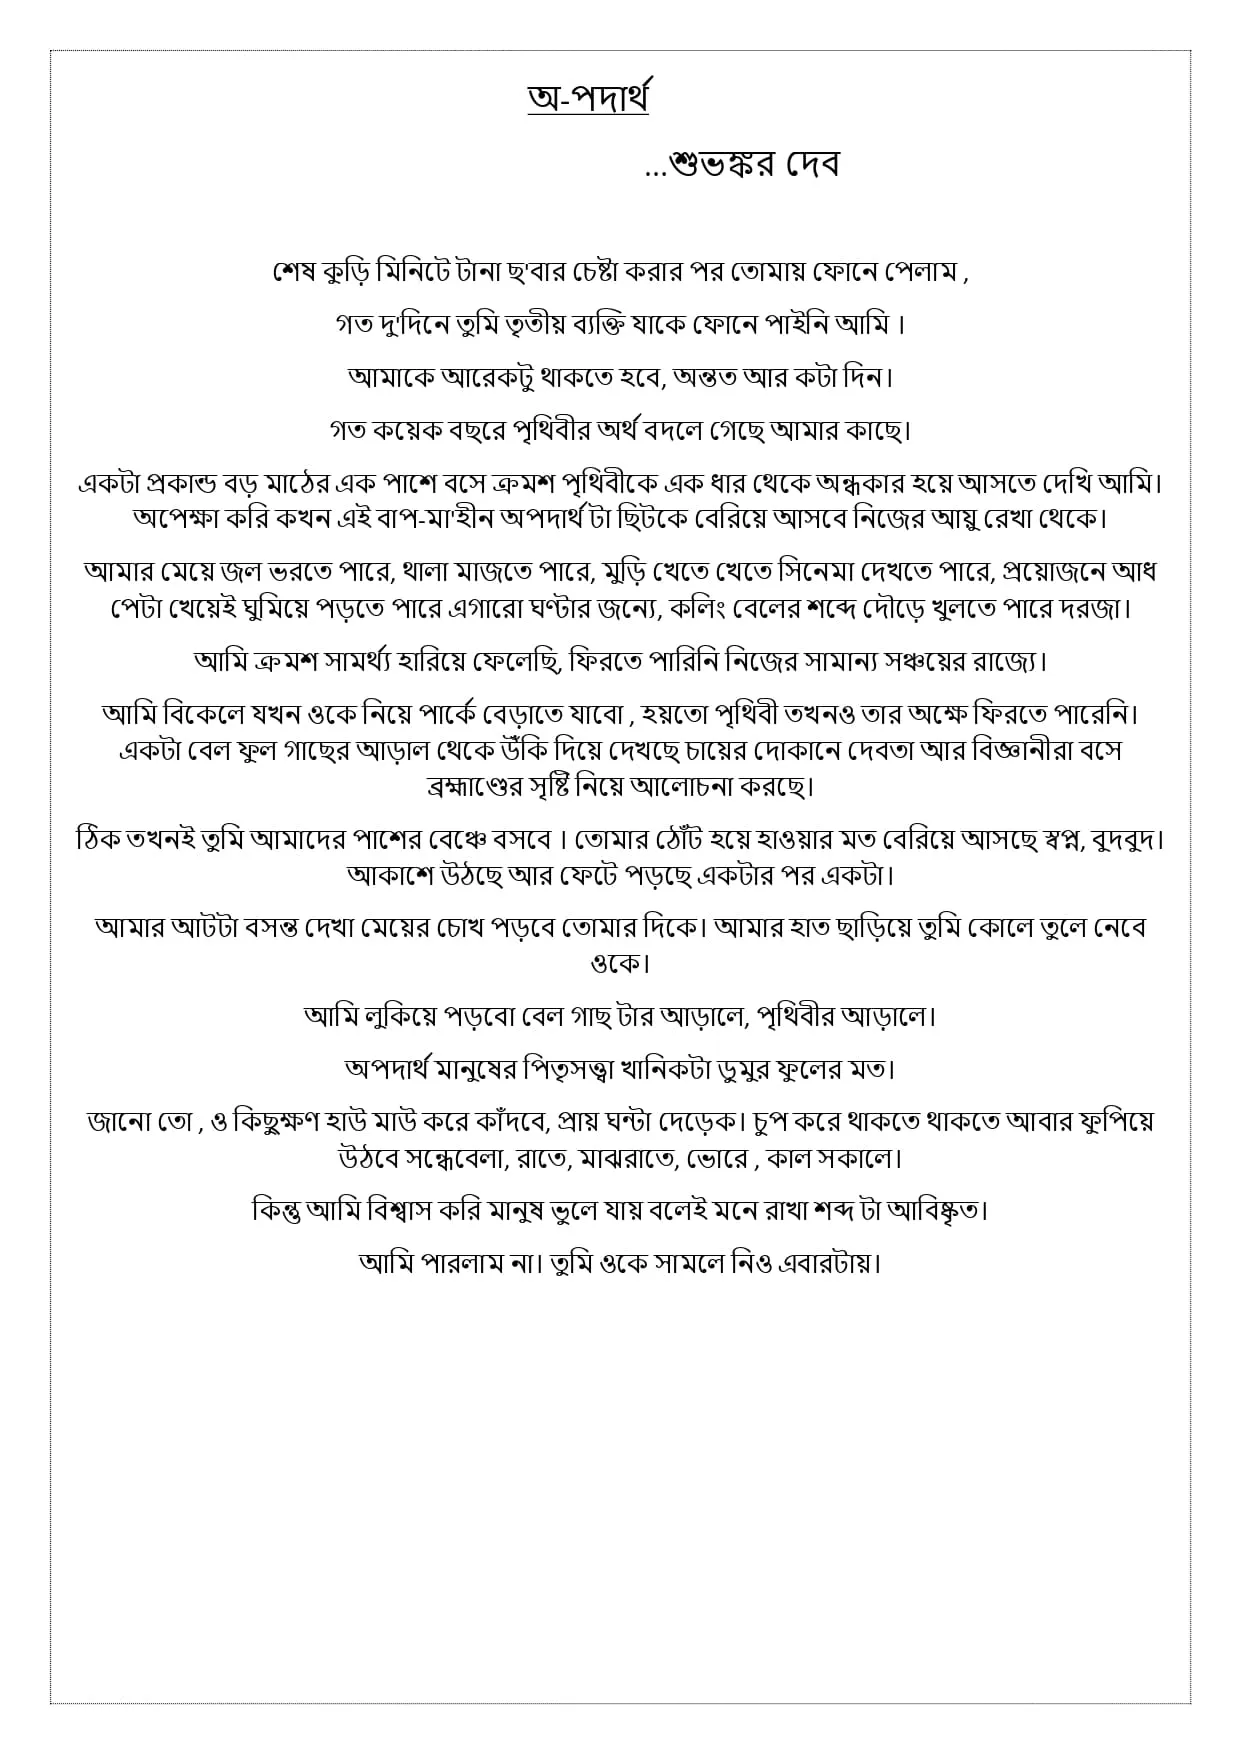 অ-পদার্থ
...শুভঙ্কর দেব
শেষ কুড়ি মিনিটে টানা ছ'বার চেষ্টা করার পর তোমায় ফোনে পেলাম ,
গত দু'দিনে তুমি তৃতীয় ব্যক্তি যাকে ফোনে পাইনি আমি ।
আমাকে আরেকটু থাকতে হবে, অন্তত আর কটা দিন।
গত কয়েক বছরে পৃথিবীর অর্থ বদলে গেছে আমার কাছে।
একটা প্রকান্ড বড় মাঠের এক পাশে বসে ক্রমশ পৃথিবীকে এক ধার থেকে অন্ধকার হয়ে আসতে দেখি আমি।
অপেক্ষা করি কখন এই বাপ-মা'হীন অপদার্থ টা ছিটকে বেরিয়ে আসবে নিজের আয়ু রেখা থেকে।
আমার মেয়ে জল ভরতে পারে, থালা মাজতে পারে, মুড়ি খেতে খেতে সিনেমা দেখতে পারে, প্রয়োজনে আধ
পেটা খেয়েই ঘুমিয়ে পড়তে পারে এগারো ঘণ্টার জন্যে, কলিং বেলের শব্দে দৌড়ে খুলতে পারে দরজা।
আমি ক্রমশ সামর্থ্য হারিয়ে ফেলেছি, ফিরতে পারিনি নিজের সামান্য সঞ্চয়ের রাজ্যে।
আমি বিকেলে যখন ওকে নিয়ে পার্কে বেড়াতে যাবো , হয়তো পৃথিবী তখনও তার অক্ষে ফিরতে পারেনি।
একটা বেল ফুল গাছের আড়াল থেকে উঁকি দিয়ে দেখছে চায়ের দোকানে দেবতা আর বিজ্ঞানীরা বসে
ব্রহ্মাণ্ডের সৃষ্টি নিয়ে আলোচনা করছে।
ঠিক তখনই তুমি আমাদের পাশের বেঞ্চে বসবে । তোমার ঠোঁট হয়ে হাওয়ার মত বেরিয়ে আসছে স্বপ্ন, বুদবুদ।
আকাশে উঠছে আর ফেটে পড়ছে একটার পর একটা।
আমার আটটা বসন্ত দেখা মেয়ের চোখ পড়বে তোমার দিকে। আমার হাত ছাড়িয়ে তুমি কোলে তুলে নেবে
ওকে।
আমি লুকিয়ে পড়বো বেল গাছ টার আড়ালে, পৃথিবীর আড়ালে।
অপদার্থ মানুষের পিতৃসত্ত্বা খানিকটা ডুমুর ফুলের মত।
জানো তো , ও কিছুক্ষণ হাউ মাউ করে কাঁদবে, প্রায় ঘন্টা দেড়েক। চুপ করে থাকতে থাকতে আবার ফুপিয়ে
উঠবে সন্ধেবেলা, রাতে, মাঝরাতে, ভোরে , কাল সকালে।
কিন্তু আমি বিশ্বাস করি মানুষ ভুলে যায় বলেই মনে রাখা শব্দ টা আবিষ্কৃত।
আমি পারলাম না। তুমি ওকে সামলে নিও এবারটায়।